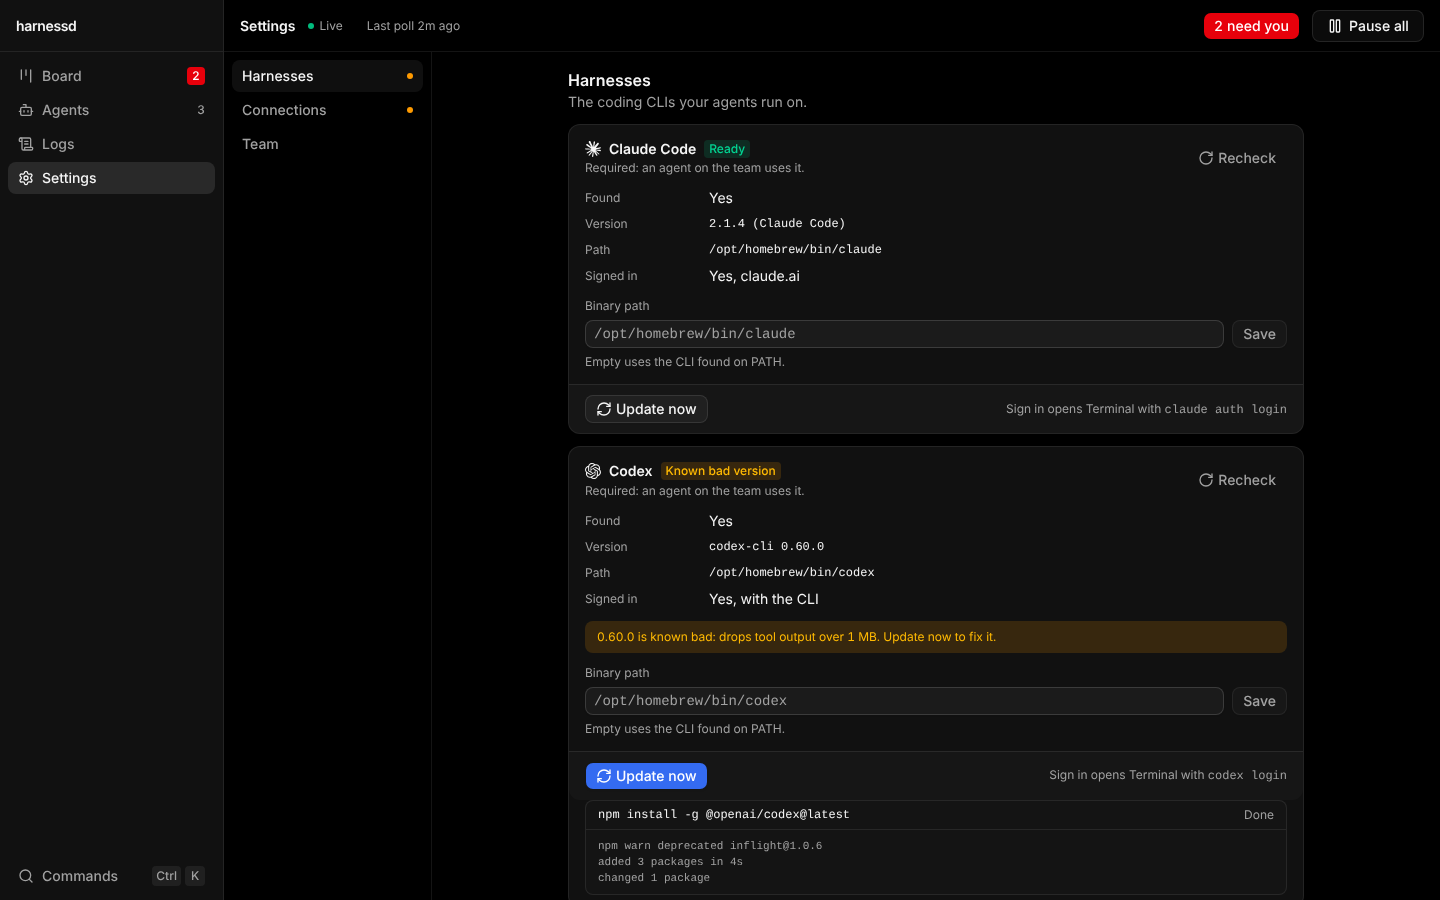 harnessd
Settings
Live
Last poll 2m ago
2 need you
Pause all
Board
2
Agents
3
Logs
Settings
Commands
Ctrl
K
Harnesses
Connections
Team
Harnesses
The coding CLIs your agents run on.
Claude Code
Ready
Required: an agent on the team uses it.
Recheck
Found
Yes
Version
2.1.4 (Claude Code)
Path
/opt/homebrew/bin/claude
Signed in
Yes, claude.ai
Binary path
/opt/homebrew/bin/claude
Save
Empty uses the CLI found on PATH.
Update now
Sign in opens Terminal with claude auth login
Codex
Known bad version
Required: an agent on the team uses it.
Recheck
Found
Yes
Version
codex-cli 0.60.0
Path
/opt/homebrew/bin/codex
Signed in
Yes, with the CLI
0.60.0 is known bad: drops tool output over 1 MB. Update now to fix it.
Binary path
/opt/homebrew/bin/codex
Save
Empty uses the CLI found on PATH.
Update now
Sign in opens Terminal with codex login
npm install -g @openai/codex@latest
Done
npm warn deprecated inflight@1.0.6
added 3 packages in 4s
changed 1 package